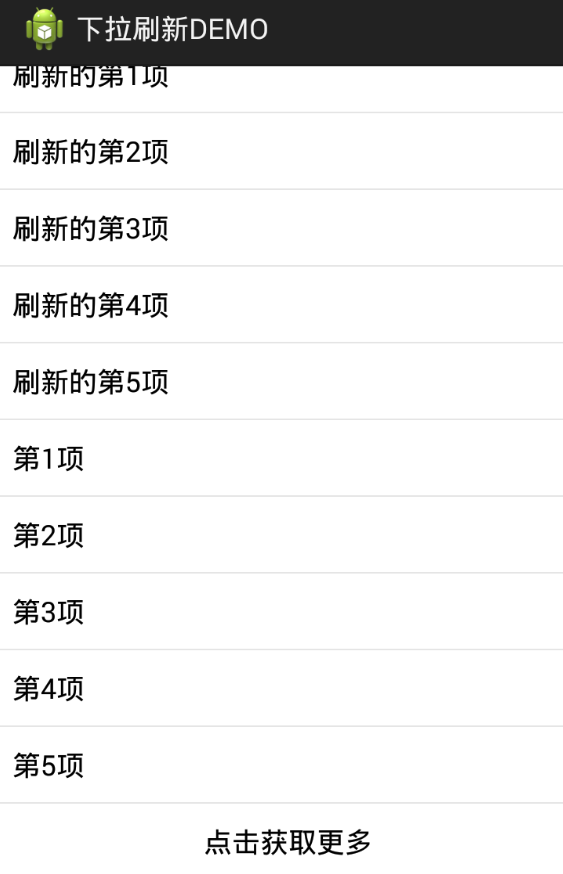 下拉刷新DEMO
刷新的第1项
刷新的第2项
刷新的第3项
刷新的第4项
刷新的第5项
第1项
第2项
第3项
第4项
第5项
点击获取更多